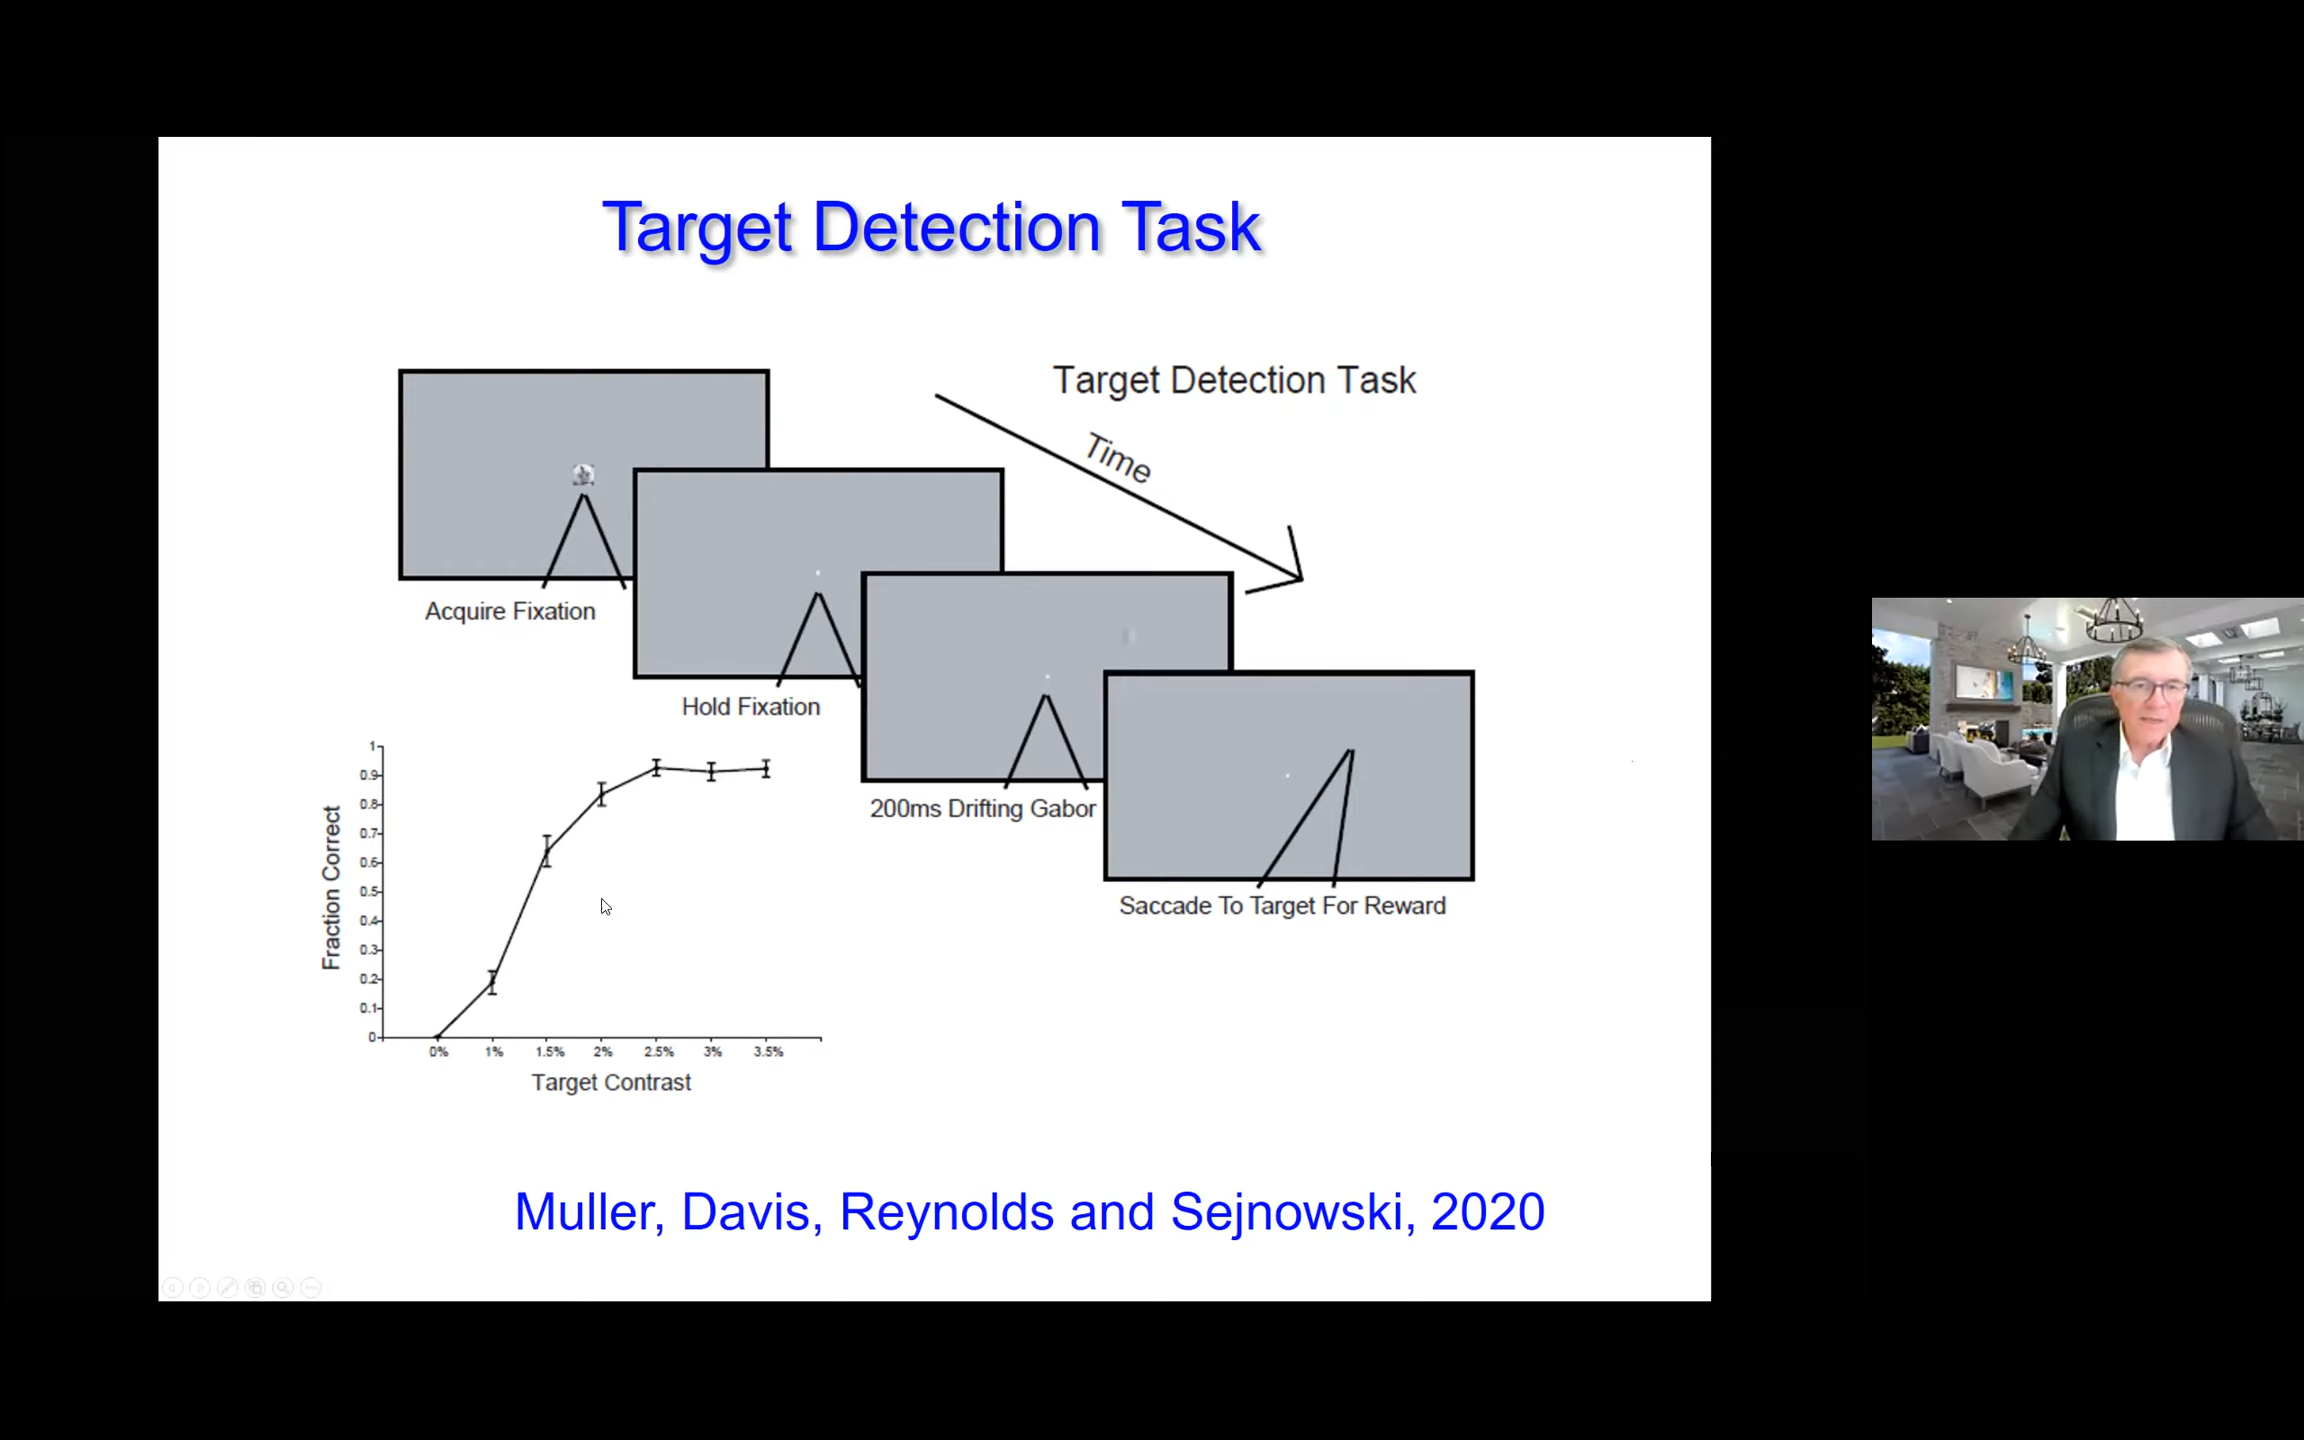 Target Detection Task
Target Detection Task
Time
Acquire Fixation
Hold Fixation
200ms Drifting Gabor
Saccade To Target For Reward
Fraction Correct
1
0.9
0.8
0.7
0.6
0.5
0.4
0.3
0.2
0.1
0
0% 1% 1.5% 2% 2.5% 3% 3.5%
Target Contrast
Muller, Davis, Reynolds and Sejnowski, 2020